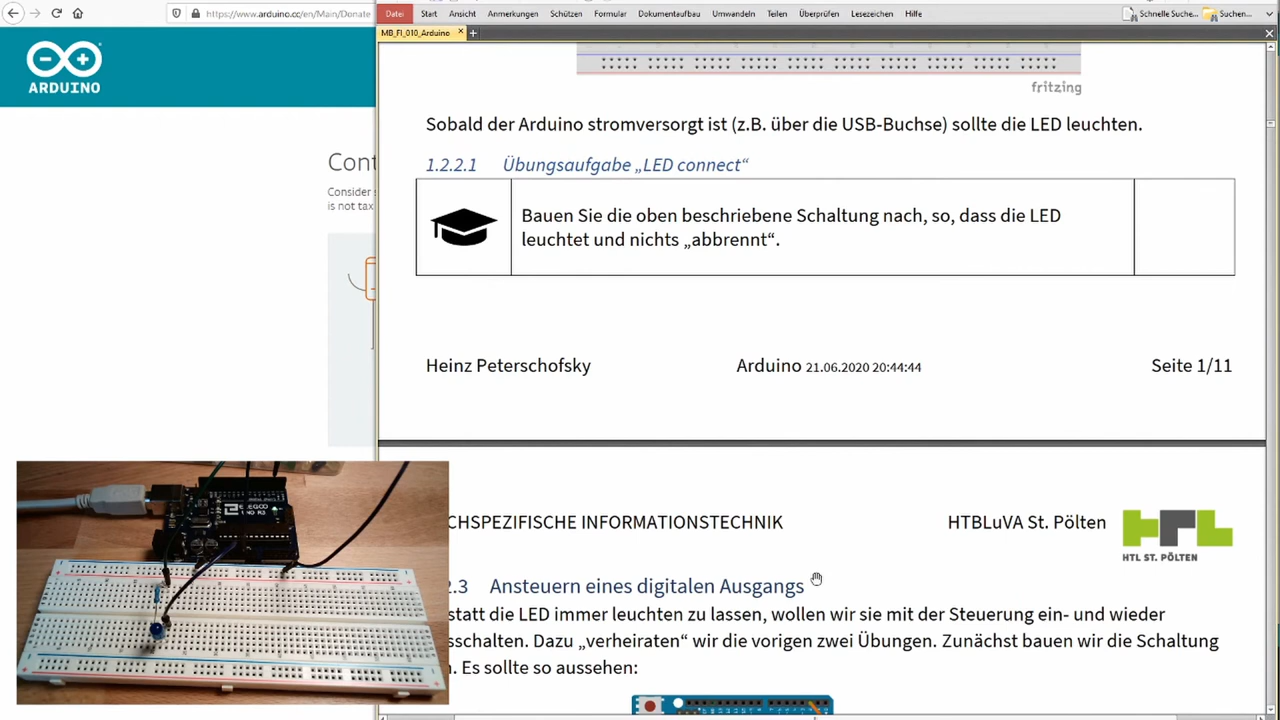 https://www.arduino.cc/en/Main/Donate
Datei Start Ansicht Anmerkungen Schützen Formular Dokumentaufbau Umwandeln Teilen Überprüfen Lesezeichen Hilfe Schnelle Suche... Suchen...
MB_FI_010_Arduino
ARDUINO
Cont
Consider
is not tax
fritzing
Sobald der Arduino stromversorgt ist (z.B. über die USB-Buchse) sollte die LED leuchten.
1.2.2.1 Übungsaufgabe „LED connect“
Bauen Sie die oben beschriebene Schaltung nach, so, dass die LED
leuchtet und nichts „abbrennt“.
Heinz Peterschofsky Arduino 21.06.2020 20:44:44 Seite 1/11
CHSPEZIFISCHE INFORMATIONSTECHNIK HTBLuVA St. Pölten
HTL ST. PÖLTEN
2.3 Ansteuern eines digitalen Ausgangs
statt die LED immer leuchten zu lassen, wollen wir sie mit der Steuerung ein- und wieder
sschalten. Dazu „verheiraten“ wir die vorigen zwei Übungen. Zunächst bauen wir die Schaltung
. Es sollte so aussehen:
ELEGOO
UNO R3